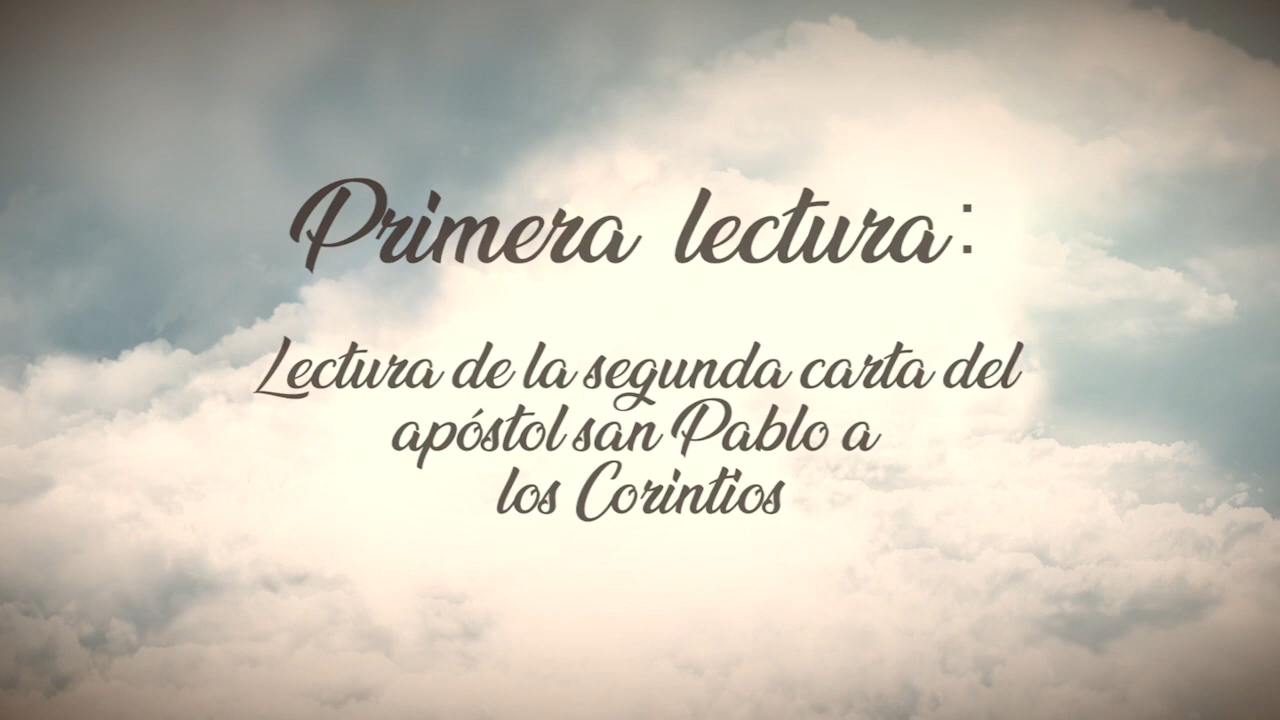 Primera lectura:
Lectura de la segunda carta del
apóstol san Pablo a
los Corintios